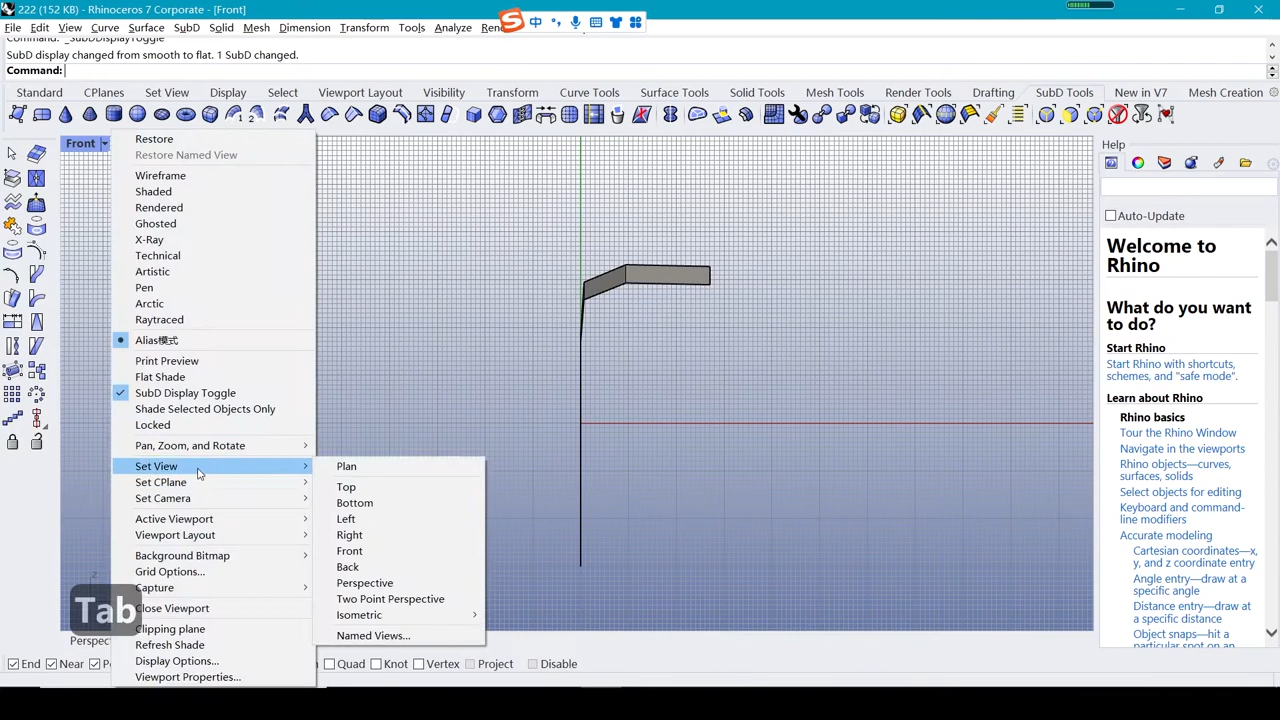 222 (152 KB) - Rhinoceros 7 Corporate - [Front]
中
File Edit View Curve Surface SubD Solid Mesh Dimension Transform Tools Analyze
SubD display changed from smooth to flat. 1 SubD changed.
Command:
Standard CPlanes Set View Display Select Viewport Layout Visibility Transform Curve Tools Surface Tools Solid Tools Mesh Tools Render Tools Drafting SubD Tools New in V7 Mesh Creation
Front
Restore
Restore Named View
Wireframe
Shaded
Rendered
Ghosted
X-Ray
Technical
Artistic
Pen
Arctic
Raytraced
Alias模式
Print Preview
Flat Shade
SubD Display Toggle
Shade Selected Objects Only
Locked
Pan, Zoom, and Rotate
Set View
Set CPlane
Set Camera
Active Viewport
Viewport Layout
Background Bitmap
Grid Options...
Capture
Close Viewport
Clipping plane
Refresh Shade
Display Options...
Viewport Properties...
Plan
Top
Bottom
Left
Right
Front
Back
Perspective
Two Point Perspective
Isometric
Named Views...
Tab
Help
Auto-Update
Welcome to
Rhino
What do you want
to do?
Start Rhino
Start Rhino with shortcuts,
schemes, and "safe mode".
Learn about Rhino
Rhino basics
Tour the Rhino Window
Navigate in the viewports
Rhino objects—curves,
surfaces, solids
Select objects for editing
Keyboard and command-
line modifiers
Accurate modeling
Cartesian coordinates—x,
y, and z coordinate entry
Angle entry—draw at a
specific angle
Distance entry—draw at
a specific distance
Object snaps—hit a
particular spot on an
End Near Quad Knot Vertex Project Disable